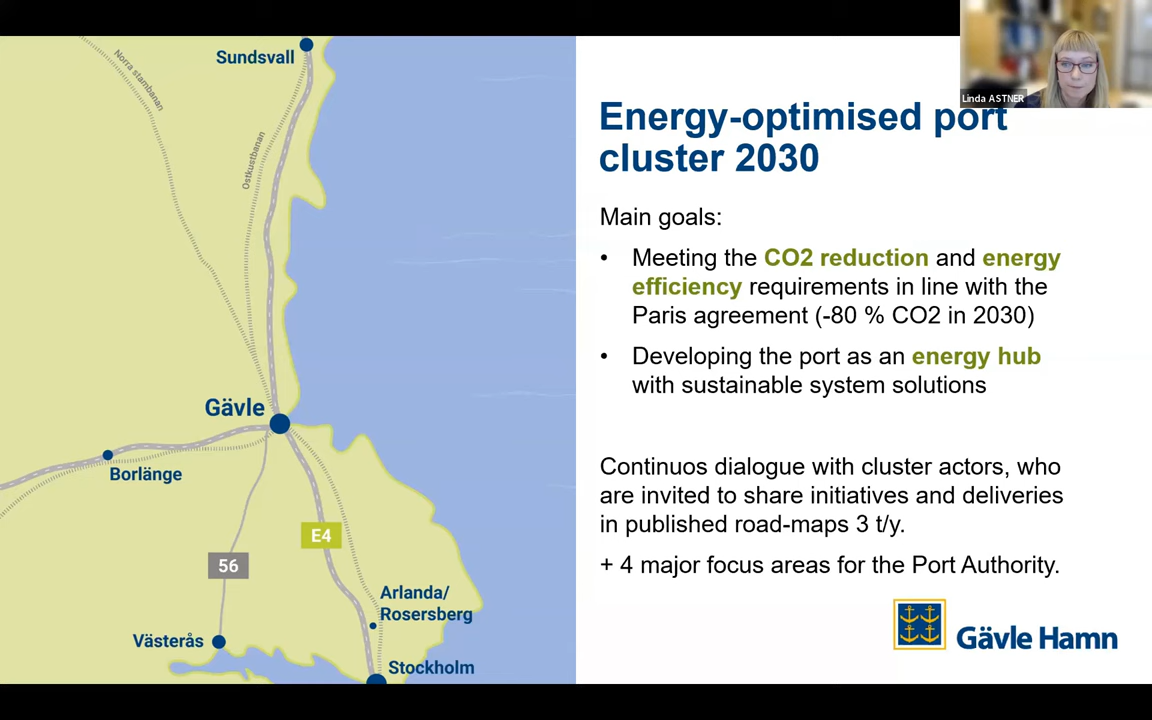 Sundsvall
Norra stambanan
Ostkustbanan
Gävle
Borlänge
E4
56
Arlanda/
Rosersberg
Västerås
Stockholm
Linda ASTNER
Energy-optimised port
cluster 2030
Main goals:
• Meeting the CO2 reduction and energy
efficiency requirements in line with the
Paris agreement (-80 % CO2 in 2030)
• Developing the port as an energy hub
with sustainable system solutions
Continuos dialogue with cluster actors, who
are invited to share initiatives and deliveries
in published road-maps 3 t/y.
+ 4 major focus areas for the Port Authority.
Gävle Hamn